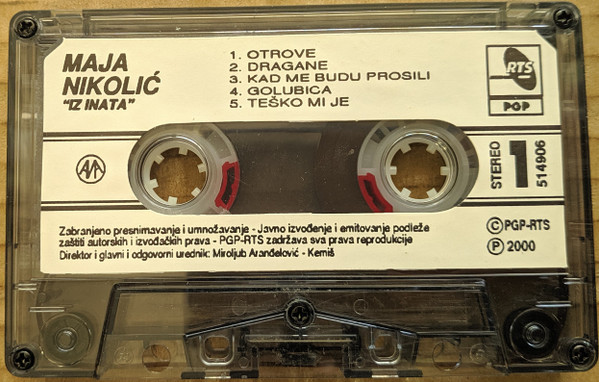 MAJA
NIKOLIĆ
"IZ INATA"
1. OTROVE
2. DRAGANE
3. KAD ME BUDU PROSILI
4. GOLUBICA
5. TEŠKO MI JE
RTS
PGP
STEREO
1
514906
Zabranjeno presnimavanje i umnožavanje - Javno izvođenje i emitovanje podleže
zaštiti autorskih i izvođačkih prava - PGP-RTS zadržava sva prava reprodukcije
Direktor i glavni i odgovorni urednik: Miroljub Aranđelović - Kemiš
©PGP-RTS
℗ 2000